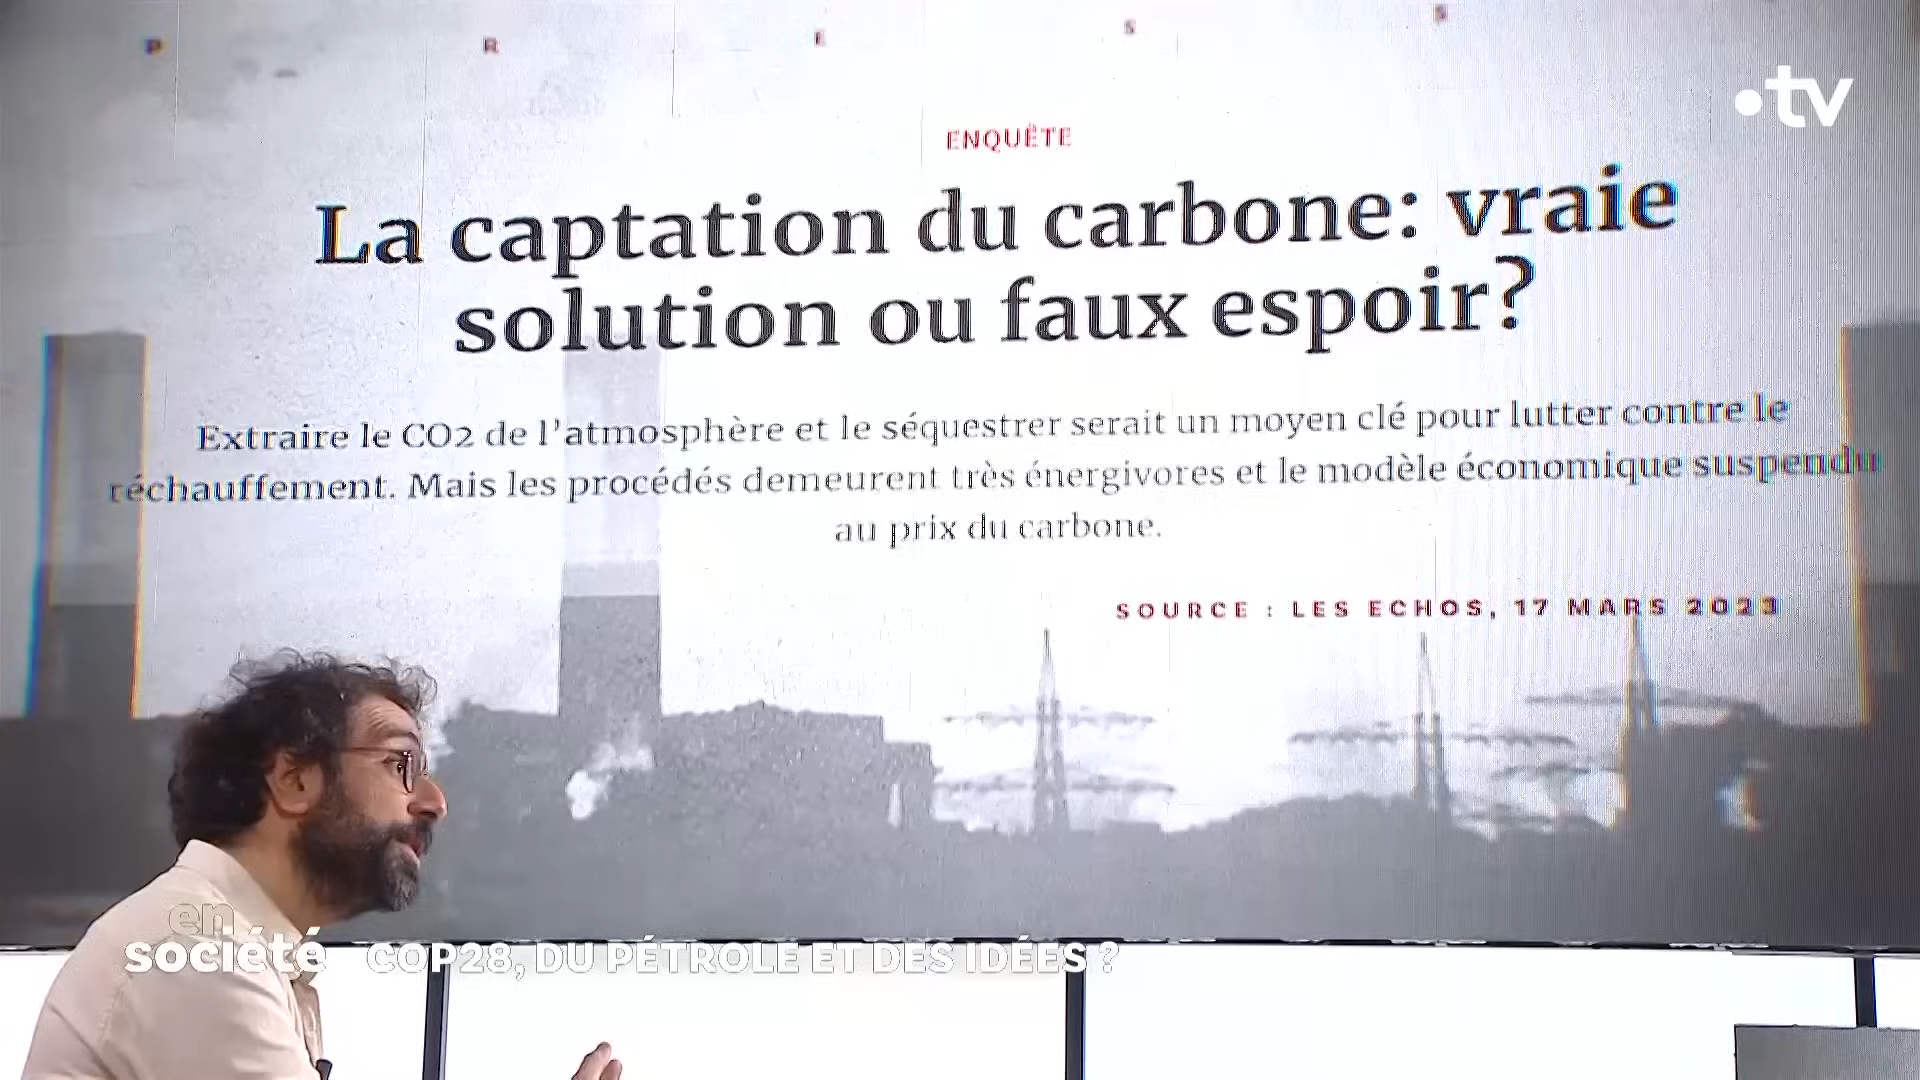 P R E S S
tv
ENQUÊTE
La captation du carbone: vraie
solution ou faux espoir?
Extraire le CO2 de l'atmosphère et le séquestrer serait un moyen clé pour lutter contre le
réchauffement. Mais les procédés demeurent très énergivores et le modèle économique suspendu
au prix du carbone.
SOURCE : LES ECHOS, 17 MARS 2023
en
société COP28, DU PÉTROLE ET DES IDÉES ?